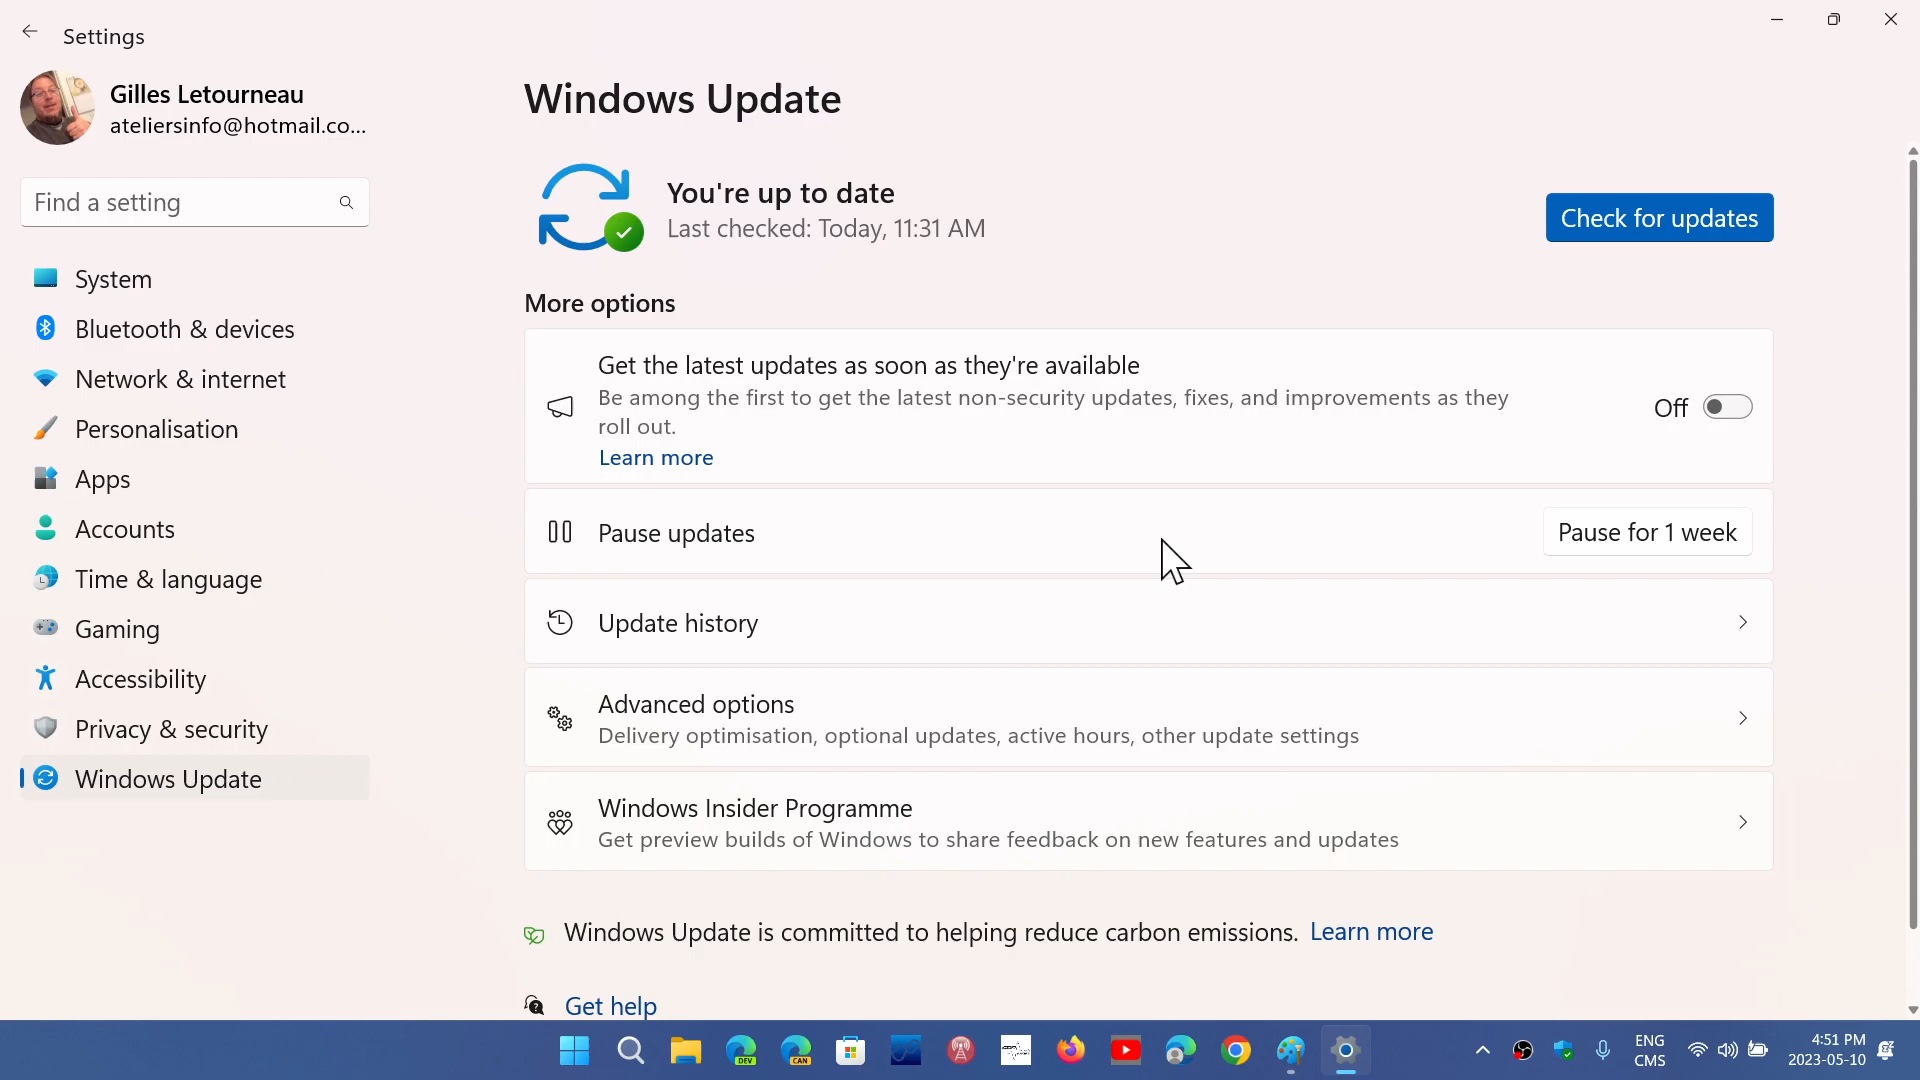 Settings
Gilles Letourneau
ateliersinfo@hotmail.co...
Find a setting
System
Bluetooth & devices
Network & internet
Personalisation
Apps
Accounts
Time & language
Gaming
Accessibility
Privacy & security
Windows Update
Windows Update
You're up to date
Last checked: Today, 11:31 AM
Check for updates
More options
Get the latest updates as soon as they're available
Be among the first to get the latest non-security updates, fixes, and improvements as they
roll out.
Learn more
Off
Pause updates
Pause for 1 week
Update history
Advanced options
Delivery optimisation, optional updates, active hours, other update settings
Windows Insider Programme
Get preview builds of Windows to share feedback on new features and updates
Windows Update is committed to helping reduce carbon emissions. Learn more
Get help
DEV
CAN
ENG
CMS
4:51 PM
2023-05-10